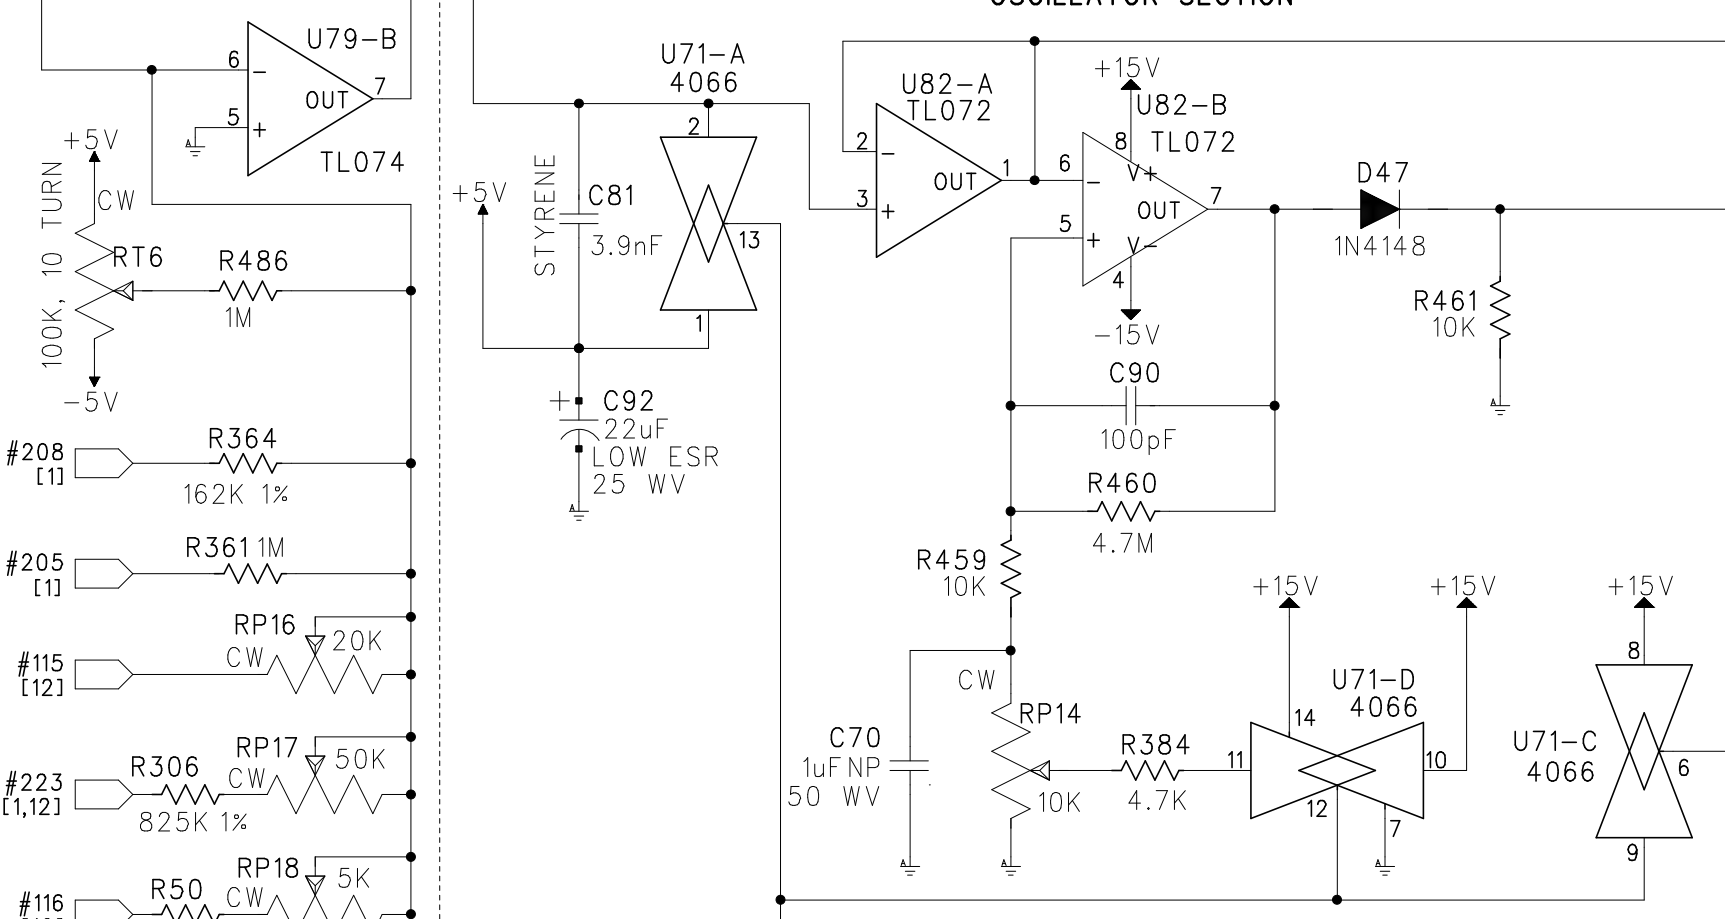 OSCILLATOR SECTION
U79-B
6
7
OUT
5
TL074
+5V
CW
100K, 10 TURN
RT6
-5V
R486
1M
#208
[1]
R364
162K 1%
#205
[1]
R361 1M
#115
[12]
RP16
CW
20K
#223
[1,12]
R306
825K 1%
RP17
CW
50K
#116
R50
RP18
CW
5K
U71-A
4066
2
13
1
STYRENE
C81
3.9nF
+5V
+
C92
22uF
LOW ESR
25 WV
U82-A
TL072
2
3
OUT
1
+15V
U82-B
TL072
8
V+
6
5
OUT
7
V-
4
-15V
D47
1N4148
R461
10K
C90
100pF
R460
4.7M
R459
10K
C70
1uF NP
50 WV
CW
RP14
10K
R384
4.7K
+15V
+15V
U71-D
4066
14
11
10
12
7
+15V
8
U71-C
4066
6
9